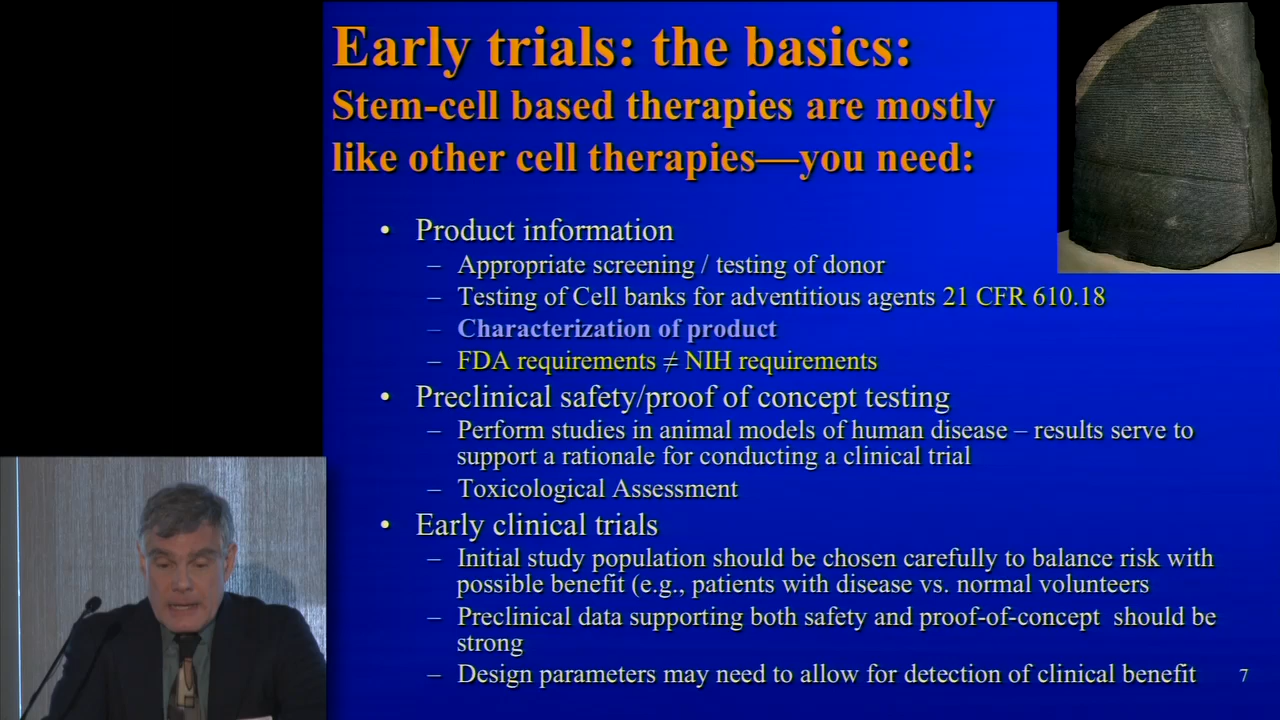 Early trials: the basics:
Stem-cell based therapies are mostly
like other cell therapies—you need:
• Product information
– Appropriate screening / testing of donor
– Testing of Cell banks for adventitious agents 21 CFR 610.18
– Characterization of product
– FDA requirements ≠ NIH requirements
• Preclinical safety/proof of concept testing
– Perform studies in animal models of human disease – results serve to
support a rationale for conducting a clinical trial
– Toxicological Assessment
• Early clinical trials
– Initial study population should be chosen carefully to balance risk with
possible benefit (e.g., patients with disease vs. normal volunteers
– Preclinical data supporting both safety and proof-of-concept should be
strong
– Design parameters may need to allow for detection of clinical benefit
7